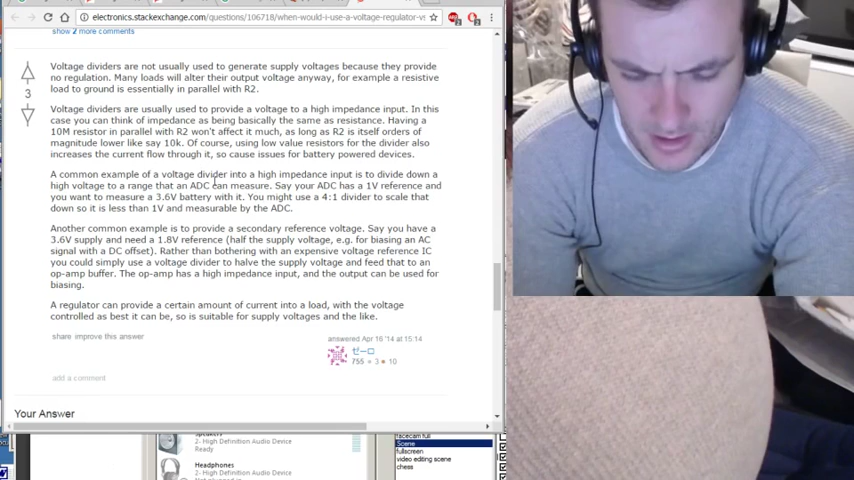 electronics.stackexchange.com/questions/106718/when-would-i-use-a-voltage-regulator-vs
show 2 more comments
Voltage dividers are not usually used to generate supply voltages because they provide
no regulation. Many loads will alter their output voltage anyway, for example a resistive
load to ground is essentially in parallel with R2.
3
Voltage dividers are usually used to provide a voltage to a high impedance input. In this
case you can think of impedance as being basically the same as resistance. Having a
10M resistor in parallel with R2 won't affect it much, as long as R2 is itself orders of
magnitude lower like say 10k. Of course, using low value resistors for the divider also
increases the current flow through it, so cause issues for battery powered devices.
A common example of a voltage divider into a high impedance input is to divide down a
high voltage to a range that an ADC can measure. Say your ADC has a 1V reference and
you want to measure a 3.6V battery with it. You might use a 4:1 divider to scale that
down so it is less than 1V and measurable by the ADC.
Another common example is to provide a secondary reference voltage. Say you have a
3.6V supply and need a 1.8V reference (half the supply voltage, e.g. for biasing an AC
signal with a DC offset). Rather than bothering with an expensive voltage reference IC
you could simply use a voltage divider to halve the supply voltage and feed that to an
op-amp buffer. The op-amp has a high impedance input, and the output can be used for
biasing.
A regulator can provide a certain amount of current into a load, with the voltage
controlled as best it can be, so is suitable for supply voltages and the like.
share improve this answer
answered Apr 16 '14 at 15:14
ぜーロ
755 3 10
add a comment
Your Answer
Speakers
2- High Definition Audio Device
Ready
Headphones
2- High Definition Audio Device
facecam full
Scene
fullscreen
video editing scene
chess